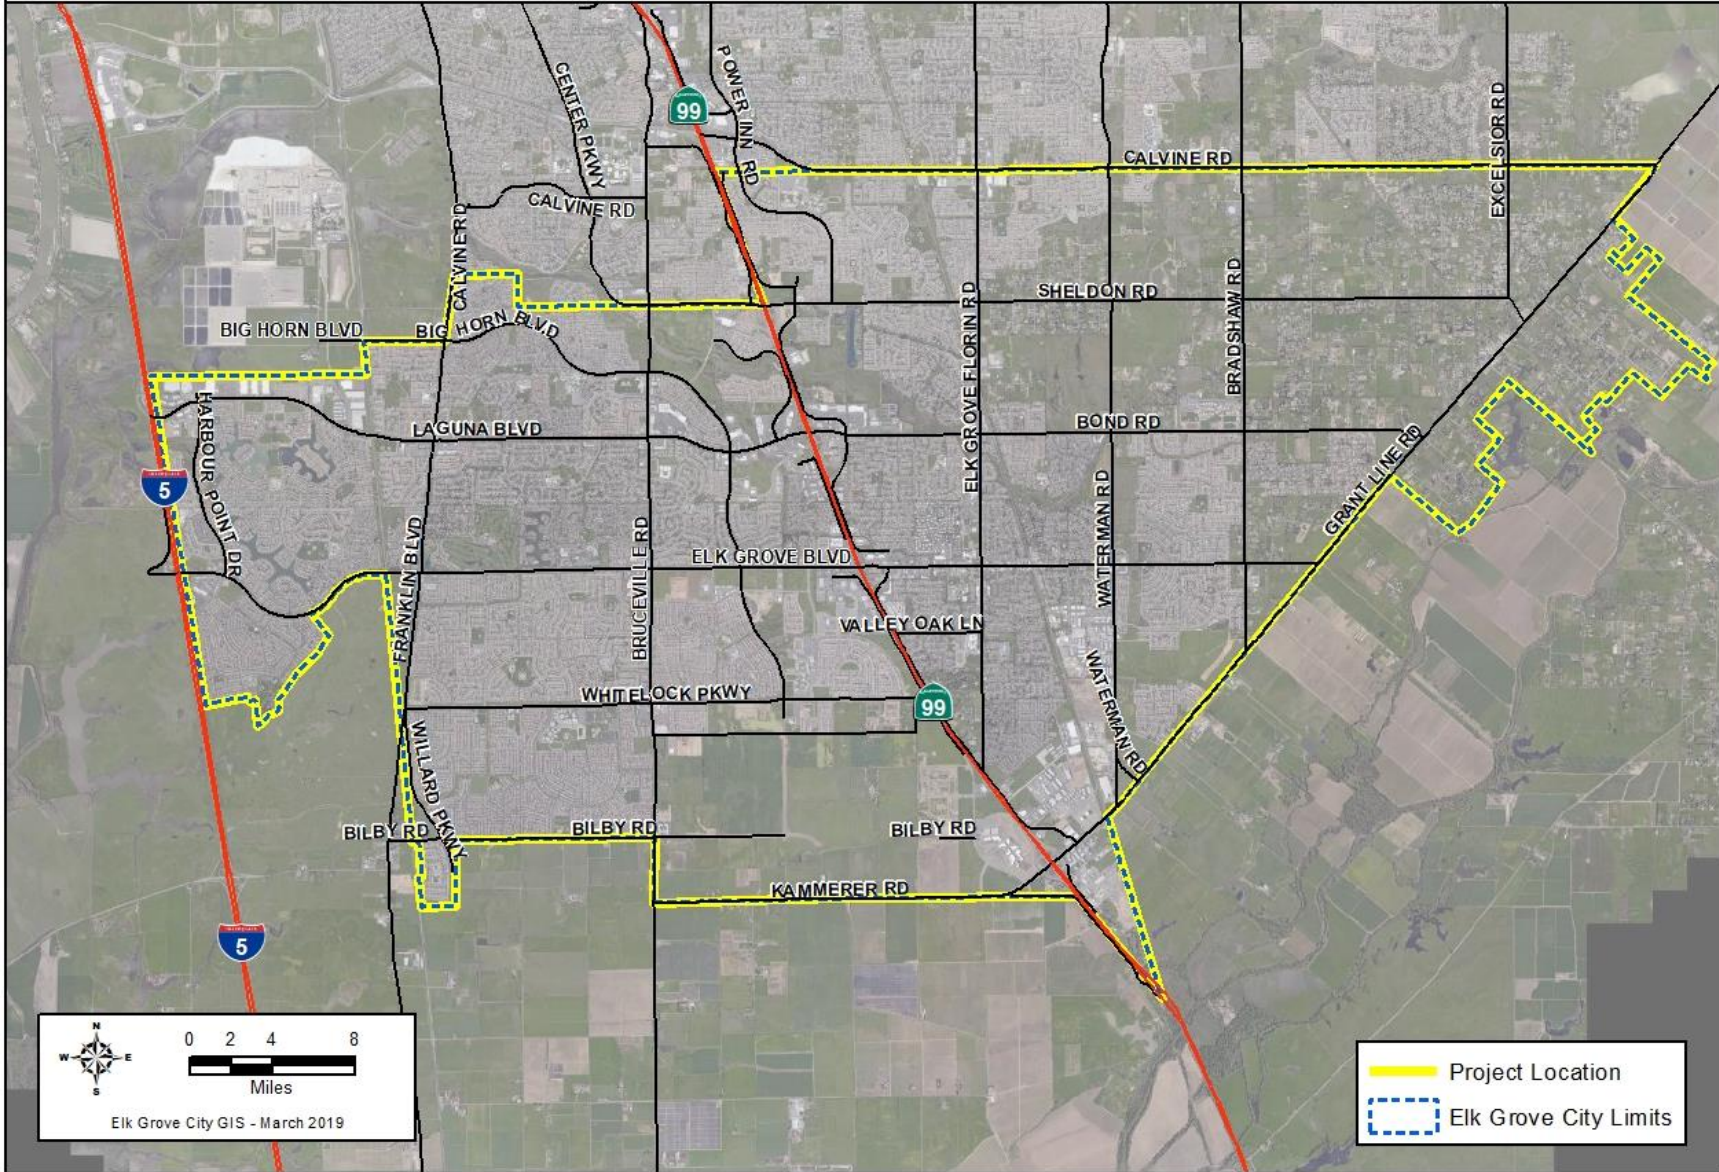 99
CENTER PKWY
POWER INN RD
CALVINE RD
EXCELSIOR RD
CALVINE RD
CALVINE RD
SHELDON RD
BIG HORN BLVD
BIG HORN BLVD
ELK GROVE FLORIN RD
BRADSHAW RD
HARBOUR POINT DR
LAGUNA BLVD
BOND RD
GRANT LINE RD
5
FRANKLIN BLVD
BRUCEVILLE RD
ELK GROVE BLVD
WATERMAN RD
VALLEY OAK LN
WHITELOCK PKWY
99
WATERMAN RD
WILLARD PKWY
BILBY RD
BILBY RD
BILBY RD
KAMMERER RD
5
N
W
E
S
0 2 4 8
Miles
Elk Grove City GIS - March 2019
Project Location
Elk Grove City Limits